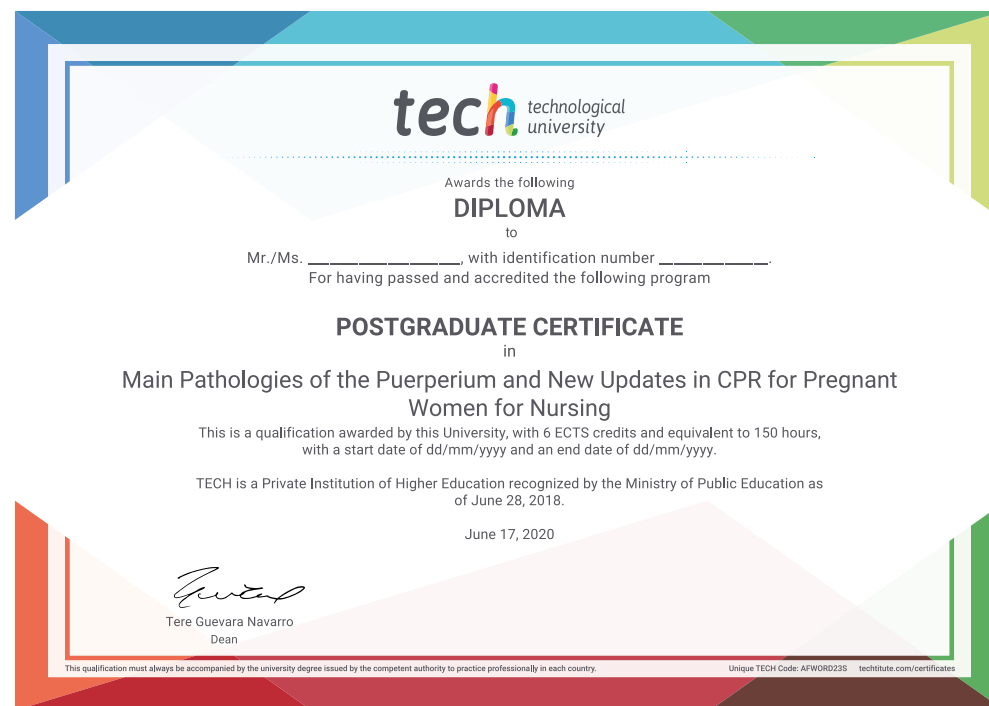 tech technological
university
Awards the following
DIPLOMA
to
Mr./Ms. ____________________, with identification number ______________.
For having passed and accredited the following program
POSTGRADUATE CERTIFICATE
in
Main Pathologies of the Puerperium and New Updates in CPR for Pregnant
Women for Nursing
This is a qualification awarded by this University, with 6 ECTS credits and equivalent to 150 hours,
with a start date of dd/mm/yyyy and an end date of dd/mm/yyyy.
TECH is a Private Institution of Higher Education recognized by the Ministry of Public Education as
of June 28, 2018.
June 17, 2020
Tere Guevara Navarro
Dean
This qualification must always be accompanied by the university degree issued by the competent authority to practice professionally in each country. Unique TECH Code: AFWORD23S techtitute.com/certificates